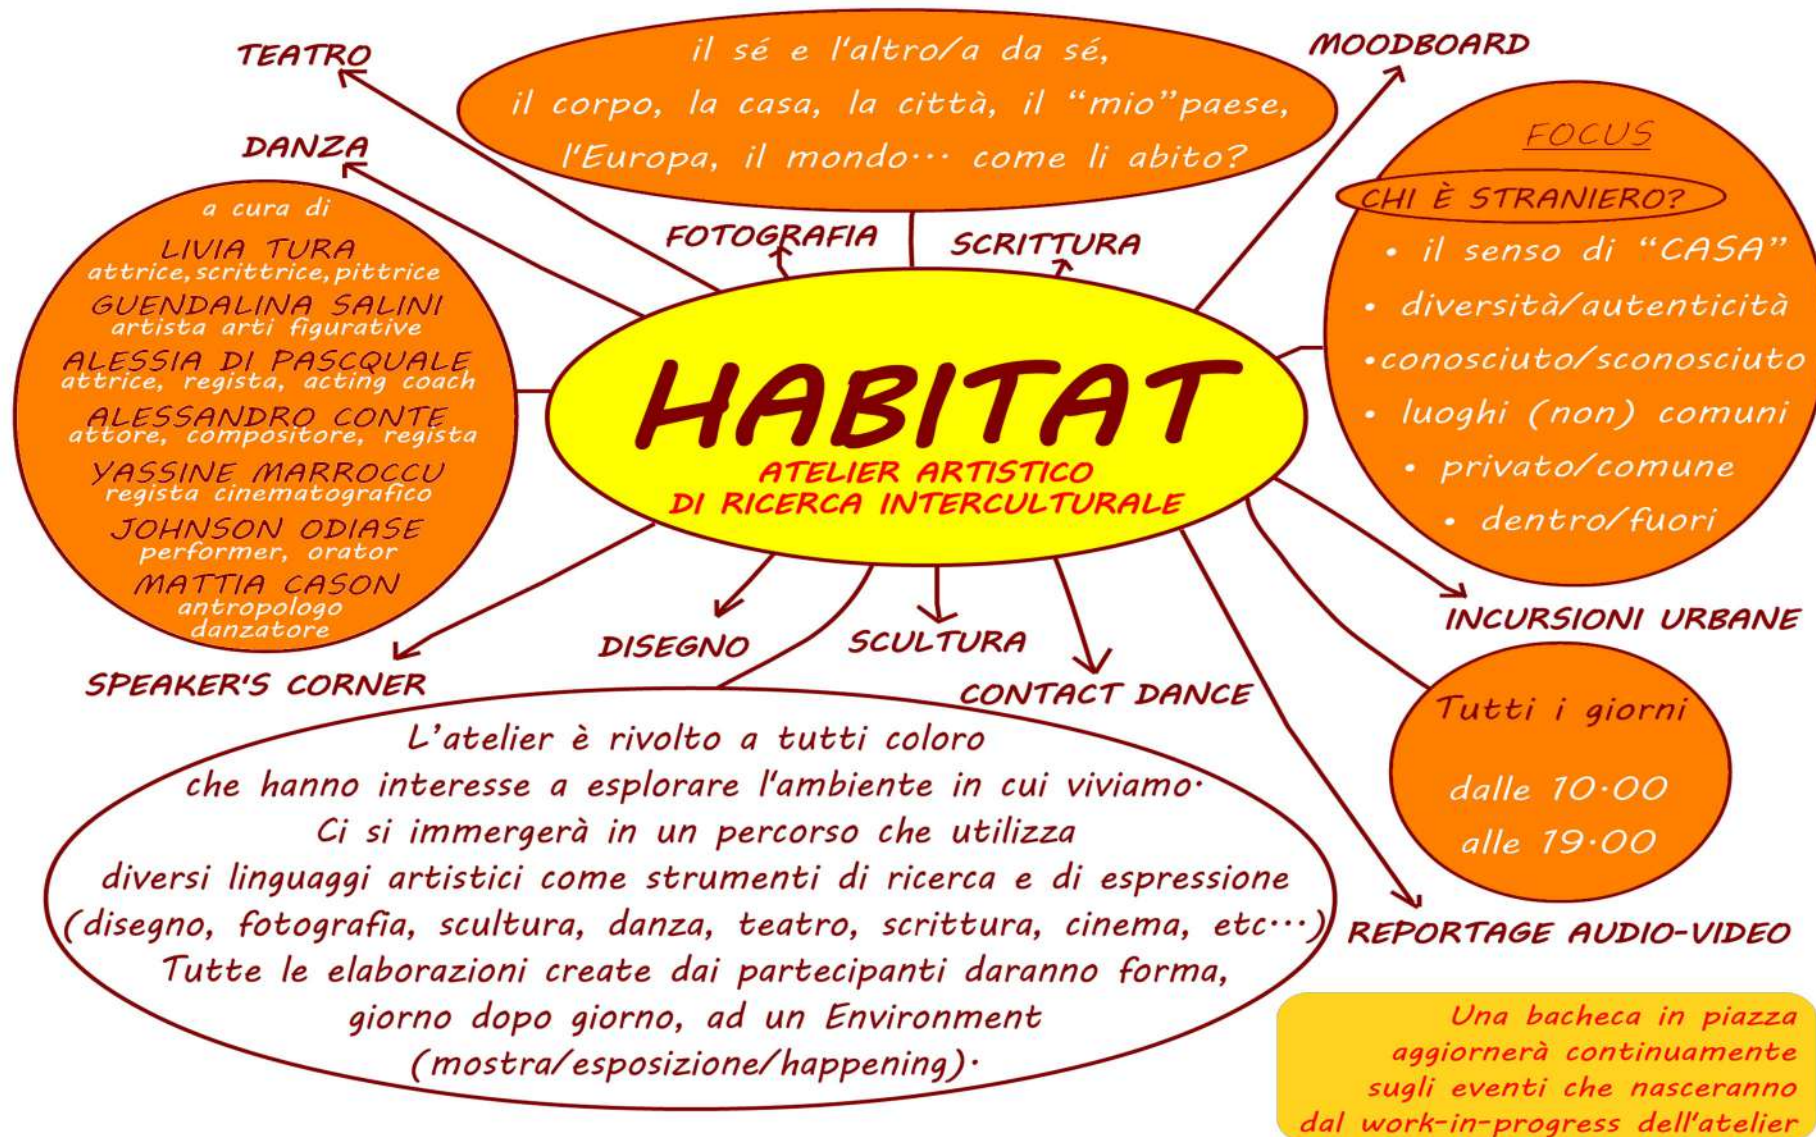 TEATRO
il sé e l'altro/a da sé,
il corpo, la casa, la città, il “mio”paese,
l'Europa, il mondo··· come li abito?
MOODBOARD
DANZA
FOTOGRAFIA
SCRITTURA
FOCUS
CHI È STRANIERO?
• il senso di “CASA”
• diversità/autenticità
•conosciuto/sconosciuto
• luoghi (non) comuni
• privato/comune
• dentro/fuori
a cura di
LIVIA TURA
attrice,scrittrice,pittrice
GUENDALINA SALINI
artista arti figurative
ALESSIA DI PASCQUALE
attrice, regista, acting coach
ALESSANDRO CONTE
attore, compositore, regista
YASSINE MARROCCU
regista cinematografico
JOHNSON ODIASE
performer, orator
MATTIA CASON
antropologo
danzatore
HABITAT
ATELIER ARTISTICO
DI RICERCA INTERCULTURALE
INCURSIONI URBANE
SPEAKER'S CORNER
DISEGNO
SCULTURA
CONTACT DANCE
Tutti i giorni
dalle 10·00
alle 19·00
L'atelier è rivolto a tutti coloro
che hanno interesse a esplorare l'ambiente in cui viviamo·
Ci si immergerà in un percorso che utilizza
diversi linguaggi artistici come strumenti di ricerca e di espressione
(disegno, fotografia, scultura, danza, teatro, scrittura, cinema, etc···)
Tutte le elaborazioni create dai partecipanti daranno forma,
giorno dopo giorno, ad un Environment
(mostra/esposizione/happening)·
REPORTAGE AUDIO-VIDEO
Una bacheca in piazza
aggiornerà continuamente
sugli eventi che nasceranno
dal work-in-progress dell'atelier